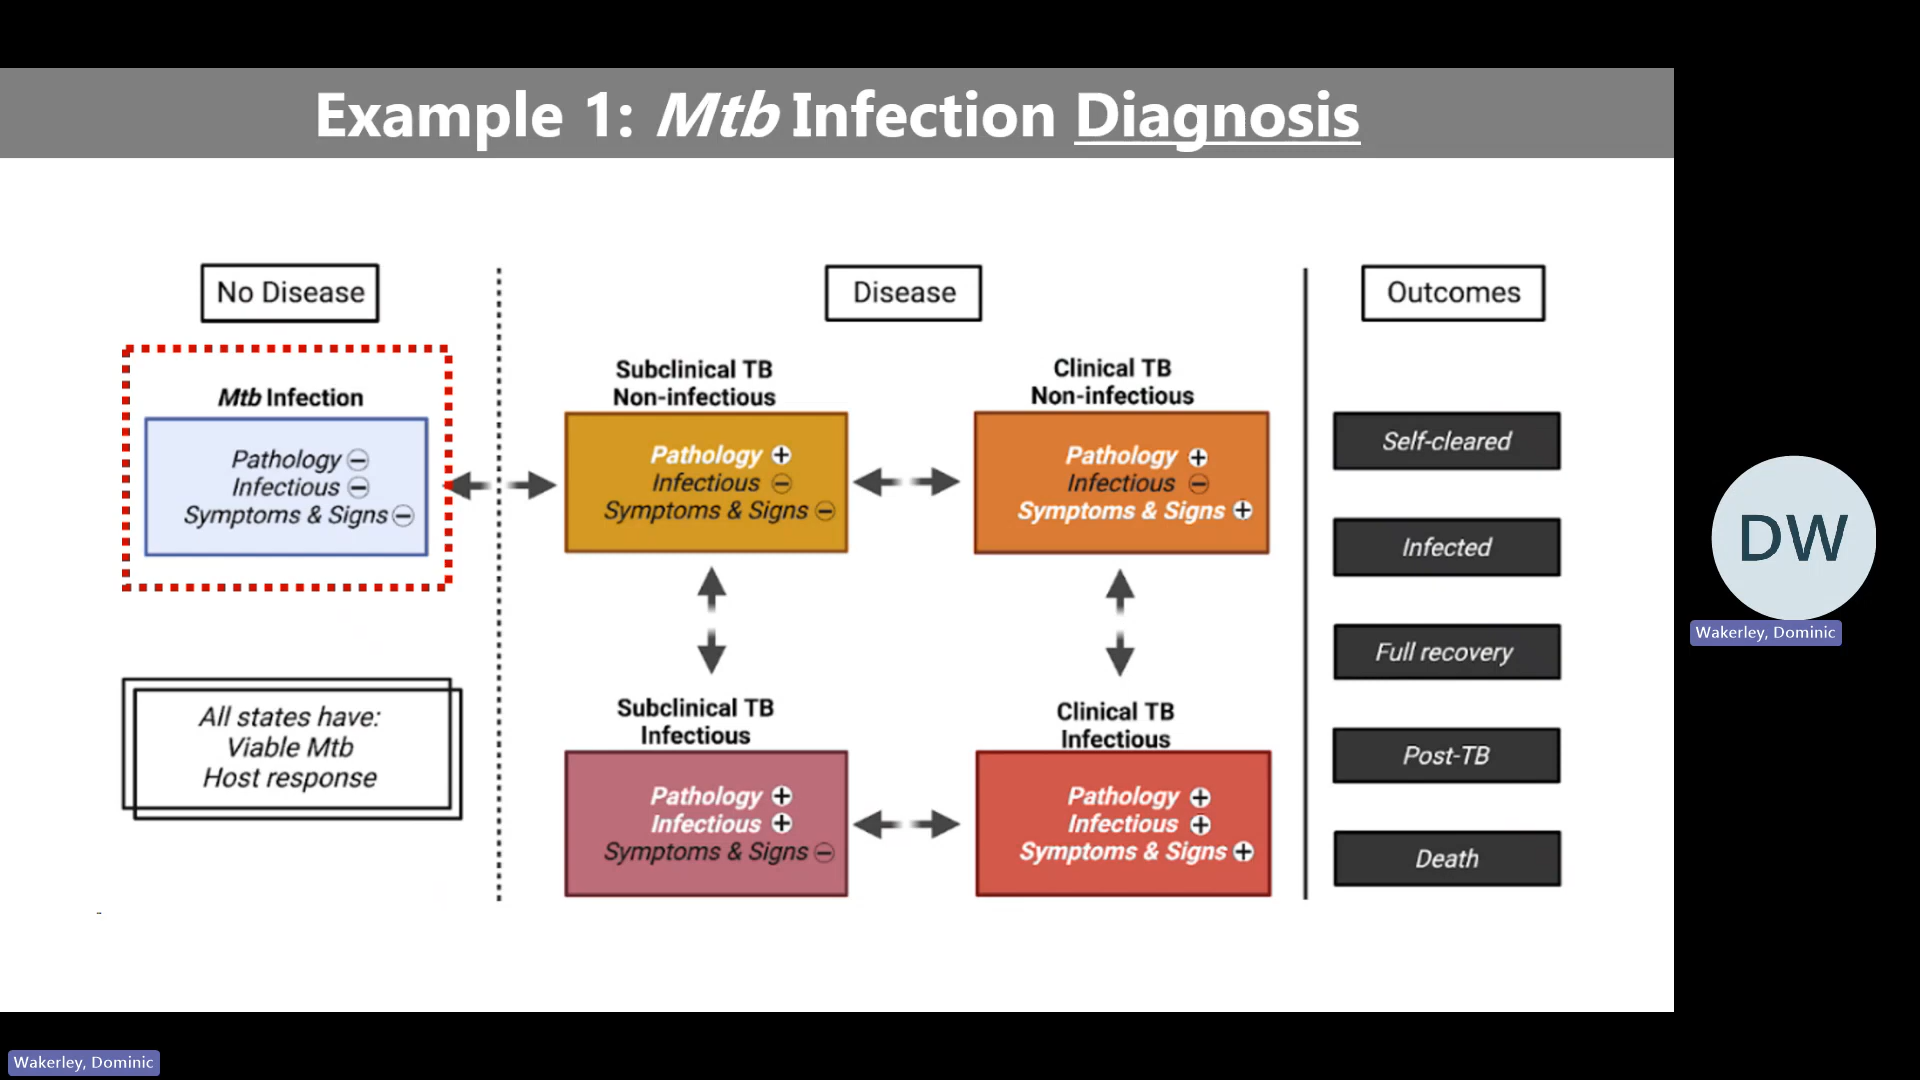 Example 1: Mtb Infection Diagnosis
No Disease
Mtb Infection
Pathology ⊖
Infectious ⊖
Symptoms & Signs ⊖
All states have:
Viable Mtb
Host response
Disease
Subclinical TB
Non-infectious
Pathology ⊕
Infectious ⊖
Symptoms & Signs ⊖
Clinical TB
Non-infectious
Pathology ⊕
Infectious ⊖
Symptoms & Signs ⊕
Subclinical TB
Infectious
Pathology ⊕
Infectious ⊕
Symptoms & Signs ⊖
Clinical TB
Infectious
Pathology ⊕
Infectious ⊕
Symptoms & Signs ⊕
Outcomes
Self-cleared
Infected
Full recovery
Post-TB
Death
DW
Wakerley, Dominic
Wakerley, Dominic